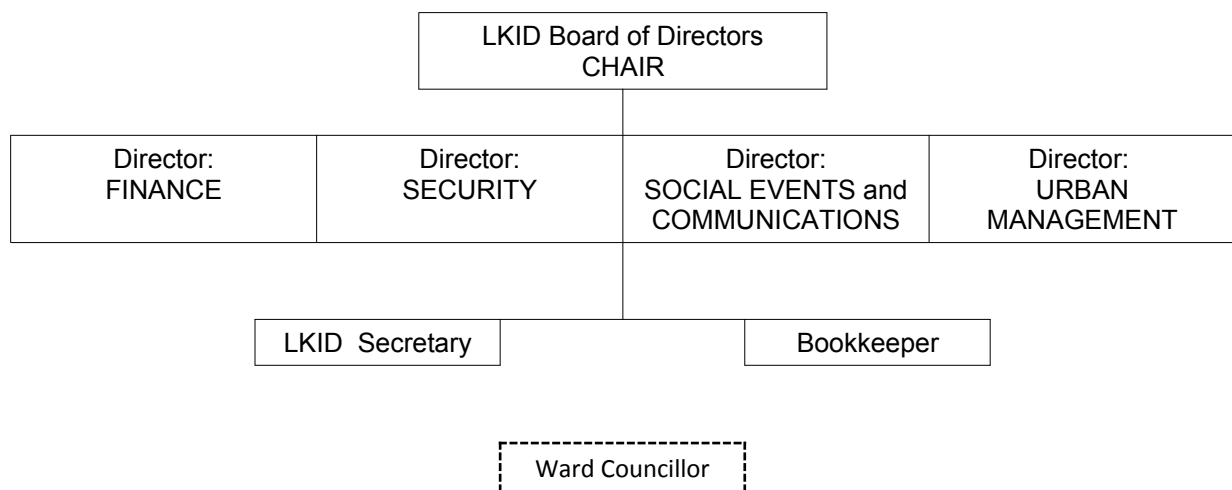 LKID Board of Directors
CHAIR
Director:
FINANCE
Director:
SECURITY
Director:
SOCIAL EVENTS and
COMMUNICATIONS
Director:
URBAN
MANAGEMENT
LKID Secretary
Bookkeeper
Ward Councillor